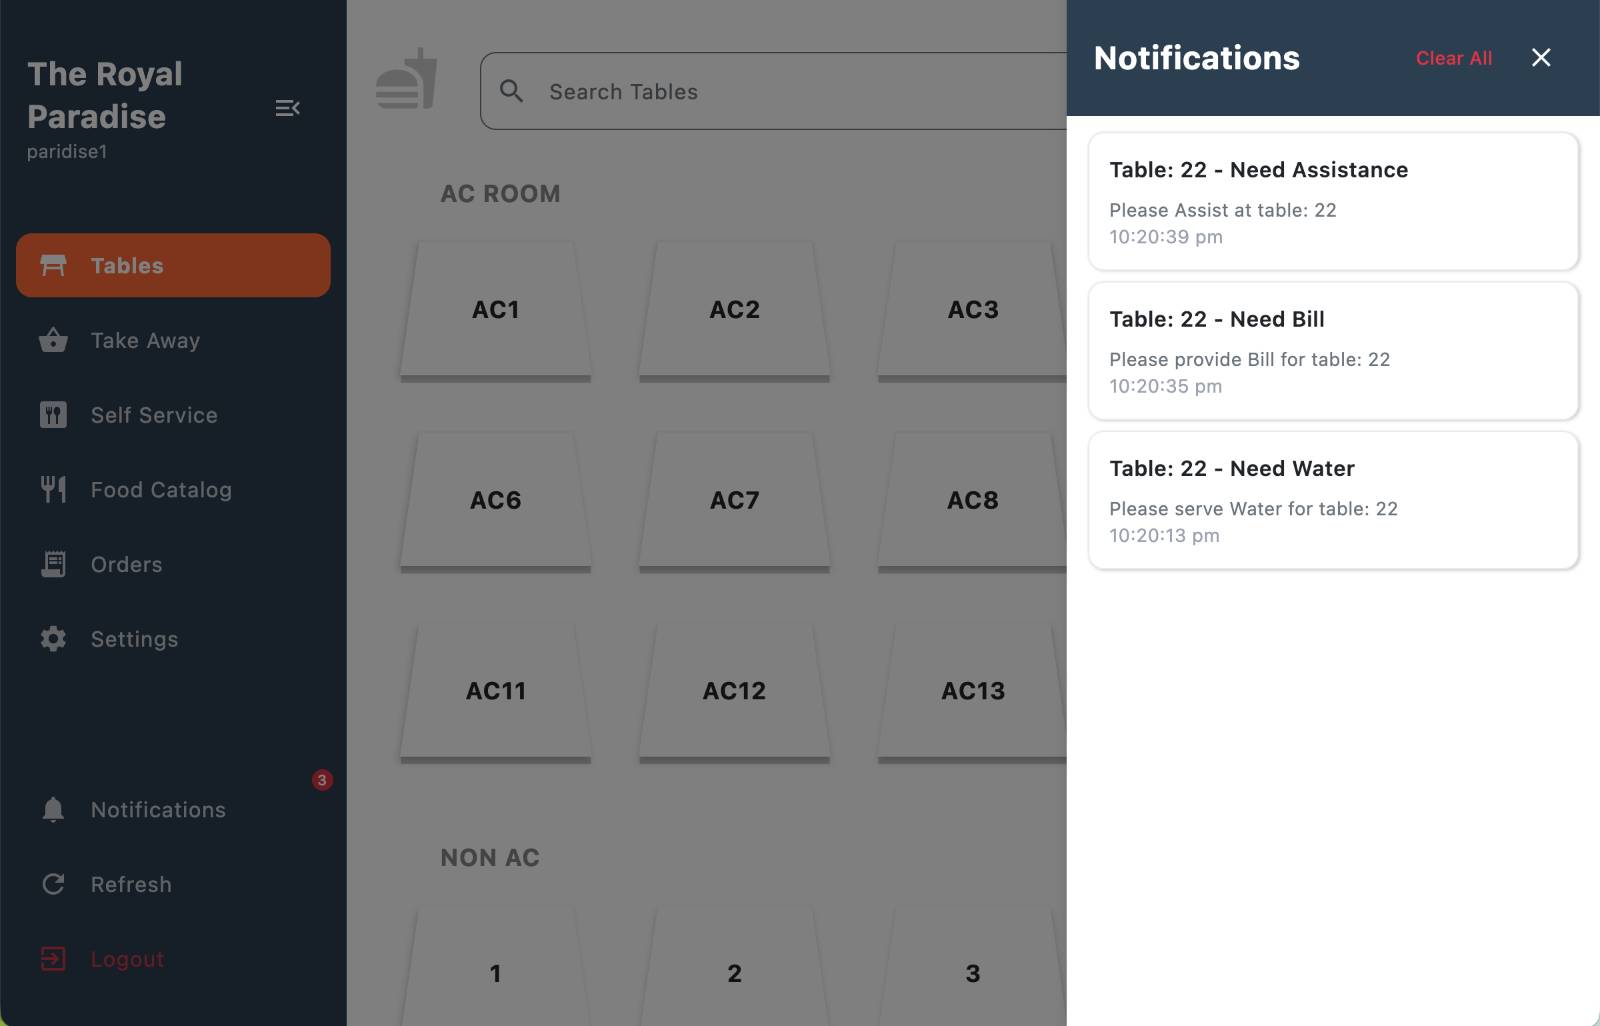 The Royal
Paradise
paridise1
Tables
Take Away
Self Service
Food Catalog
Orders
Settings
3
Notifications
Refresh
Logout
Search Tables
AC ROOM
AC1 AC2 AC3
AC6 AC7 AC8
AC11 AC12 AC13
NON AC
1 2 3
Notifications Clear All
Table: 22 - Need Assistance
Please Assist at table: 22
10:20:39 pm
Table: 22 - Need Bill
Please provide Bill for table: 22
10:20:35 pm
Table: 22 - Need Water
Please serve Water for table: 22
10:20:13 pm